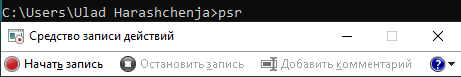 C:\Users\Ulad Harashchenja>psr
Средство записи действий
Начать запись Остановить запись Добавить комментарий ?